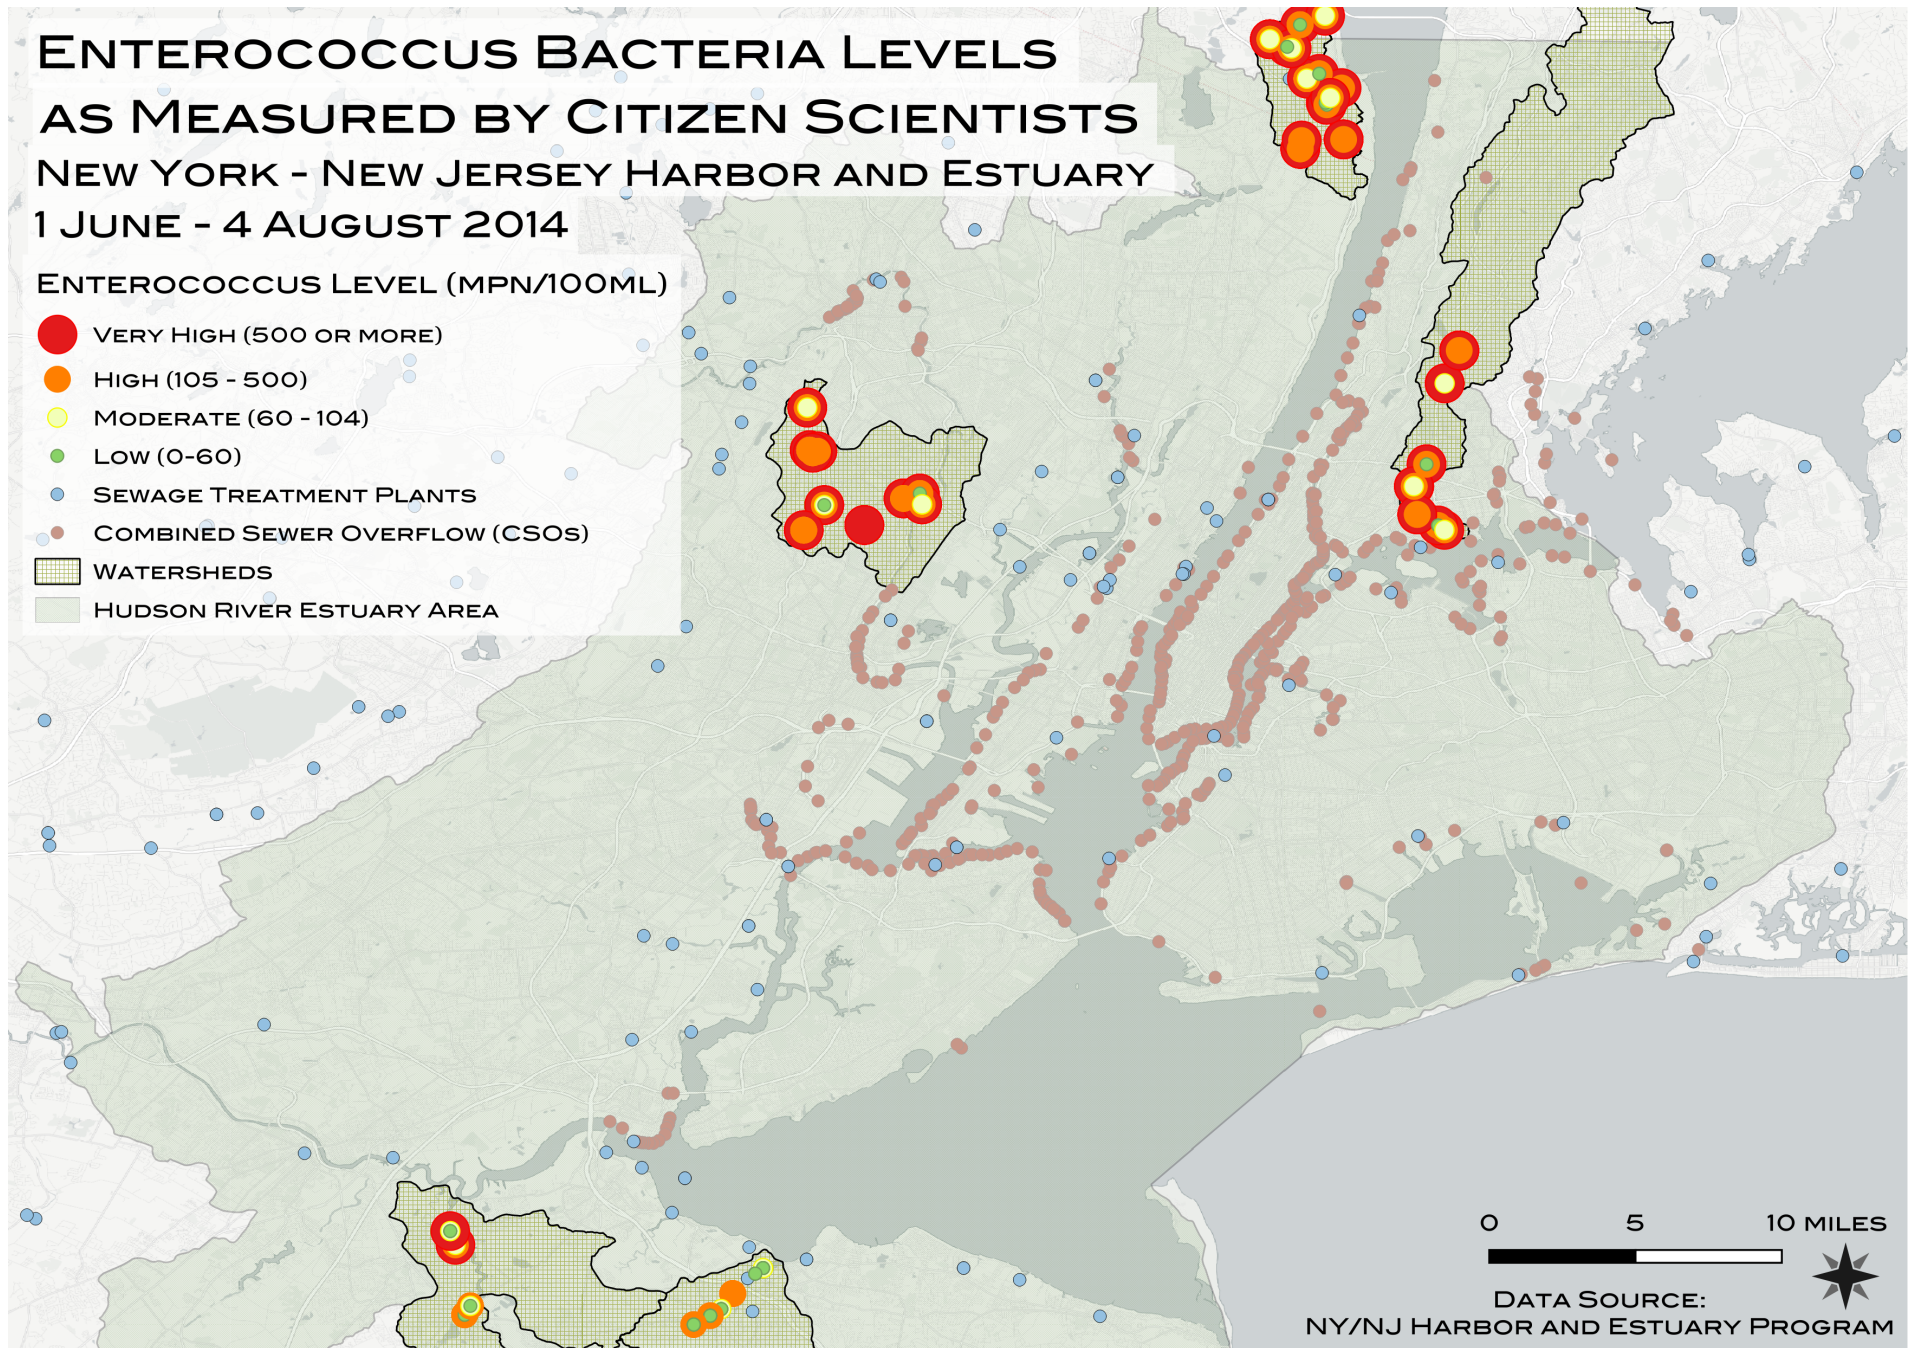 Enterococcus Bacteria Levels
as Measured by Citizen Scientists
New York - New Jersey Harbor and Estuary
1 June - 4 August 2014
Enterococcus Level (mpn/100ml)
Very High (500 or more)
High (105 - 500)
Moderate (60 - 104)
Low (0-60)
Sewage Treatment Plants
Combined Sewer Overflow (CSOs)
Watersheds
Hudson River Estuary Area
0 5 10 miles
Data Source:
NY/NJ Harbor and Estuary Program